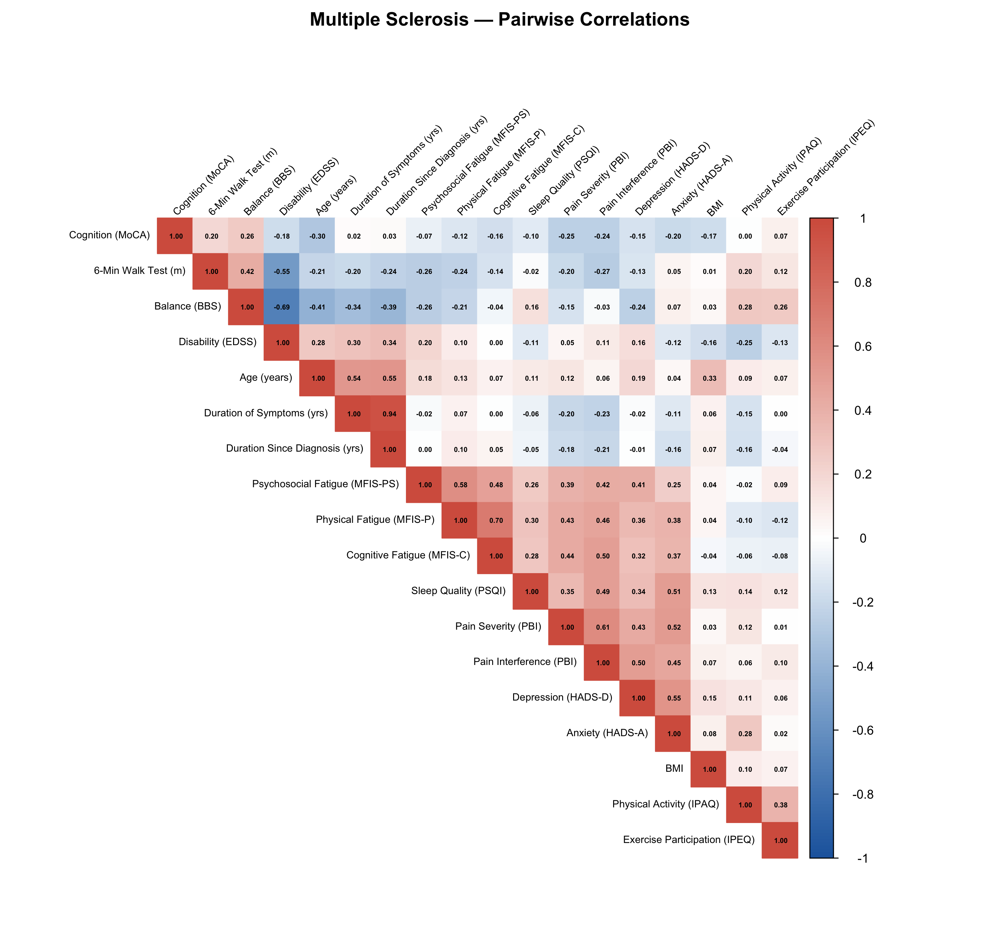 Multiple Sclerosis — Pairwise Correlations
Cognition (MoCA)
6-Min Walk Test (m)
Balance (BBS)
Disability (EDSS)
Age (years)
Duration of Symptoms (yrs)
Duration Since Diagnosis (yrs)
Psychosocial Fatigue (MFIS-PS)
Physical Fatigue (MFIS-P)
Cognitive Fatigue (MFIS-C)
Sleep Quality (PSQI)
Pain Severity (PBI)
Pain Interference (PBI)
Depression (HADS-D)
Anxiety (HADS-A)
BMI
Physical Activity (IPAQ)
Exercise Participation (IPEQ)
Cognition (MoCA) 1.00 0.20 0.26 -0.18 -0.30 0.02 0.03 -0.07 -0.12 -0.16 -0.10 -0.25 -0.24 -0.15 -0.20 -0.17 0.00 0.07
6-Min Walk Test (m) 1.00 0.42 -0.55 -0.21 -0.20 -0.24 -0.26 -0.24 -0.14 -0.02 -0.20 -0.27 -0.13 0.05 0.01 0.20 0.12
Balance (BBS) 1.00 -0.69 -0.41 -0.34 -0.39 -0.26 -0.21 -0.04 0.16 -0.15 -0.03 -0.24 0.07 0.03 0.28 0.26
Disability (EDSS) 1.00 0.28 0.30 0.34 0.20 0.10 0.00 -0.11 0.05 0.11 0.16 -0.12 -0.16 -0.25 -0.13
Age (years) 1.00 0.54 0.55 0.18 0.13 0.07 0.11 0.12 0.06 0.19 0.04 0.33 0.09 0.07
Duration of Symptoms (yrs) 1.00 0.94 -0.02 0.07 0.00 -0.06 -0.20 -0.23 -0.02 -0.11 0.06 -0.15 0.00
Duration Since Diagnosis (yrs) 1.00 0.00 0.10 0.05 -0.05 -0.18 -0.21 -0.01 -0.16 0.07 -0.16 -0.04
Psychosocial Fatigue (MFIS-PS) 1.00 0.58 0.48 0.26 0.39 0.42 0.41 0.25 0.04 -0.02 0.09
Physical Fatigue (MFIS-P) 1.00 0.70 0.30 0.43 0.46 0.36 0.38 0.04 -0.10 -0.12
Cognitive Fatigue (MFIS-C) 1.00 0.28 0.44 0.50 0.32 0.37 -0.04 -0.06 -0.08
Sleep Quality (PSQI) 1.00 0.35 0.49 0.34 0.51 0.13 0.14 0.12
Pain Severity (PBI) 1.00 0.61 0.43 0.52 0.03 0.12 0.01
Pain Interference (PBI) 1.00 0.50 0.45 0.07 0.06 0.10
Depression (HADS-D) 1.00 0.55 0.15 0.11 0.06
Anxiety (HADS-A) 1.00 0.08 0.28 0.02
BMI 1.00 0.10 0.07
Physical Activity (IPAQ) 1.00 0.38
Exercise Participation (IPEQ) 1.00
1
0.8
0.6
0.4
0.2
0
-0.2
-0.4
-0.6
-0.8
-1